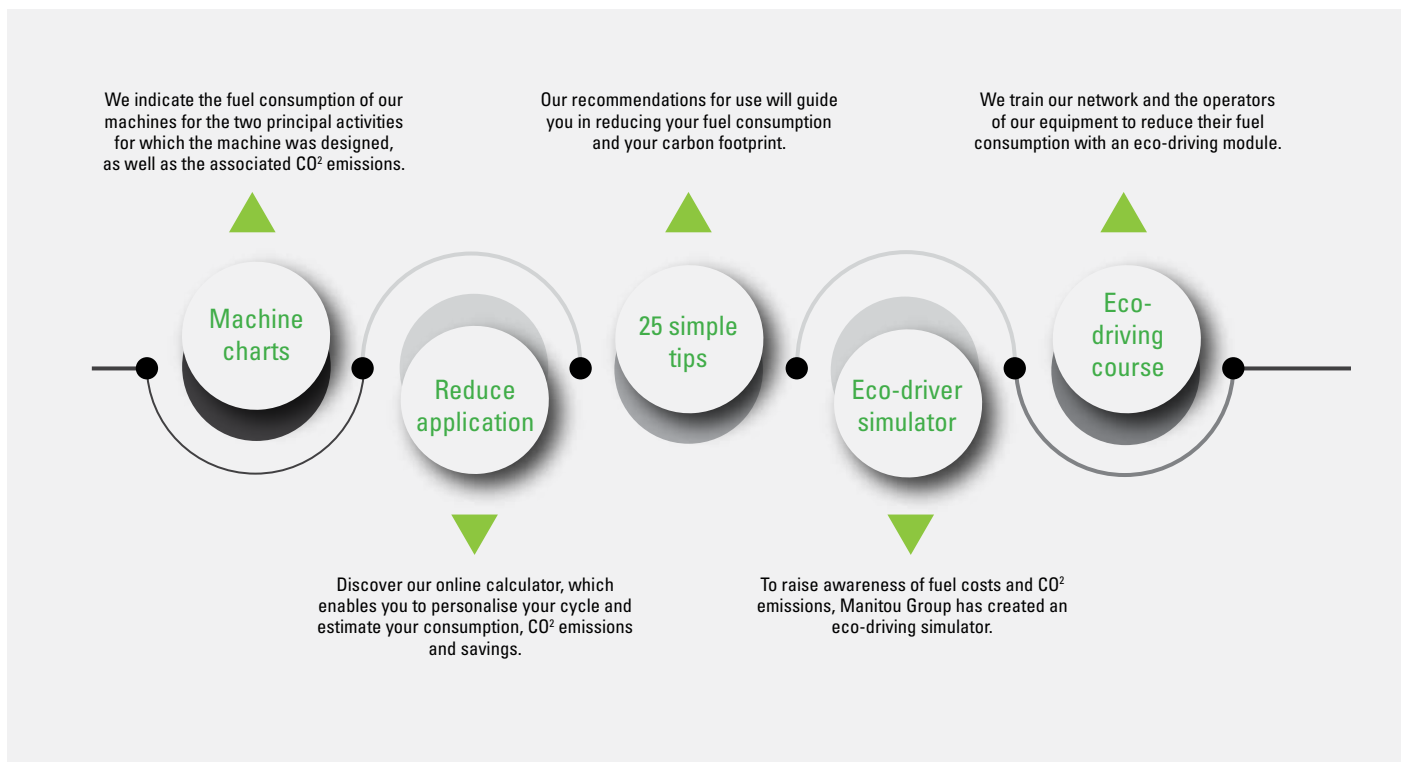 We indicate the fuel consumption of our
machines for the two principal activities
for which the machine was designed,
as well as the associated CO² emissions.
Machine
charts
Reduce
application
Discover our online calculator, which
enables you to personalise your cycle and
estimate your consumption, CO² emissions
and savings.
Our recommendations for use will guide
you in reducing your fuel consumption
and your carbon footprint.
25 simple
tips
Eco-driver
simulator
To raise awareness of fuel costs and CO²
emissions, Manitou Group has created an
eco-driving simulator.
We train our network and the operators
of our equipment to reduce their fuel
consumption with an eco-driving module.
Eco-
driving
course